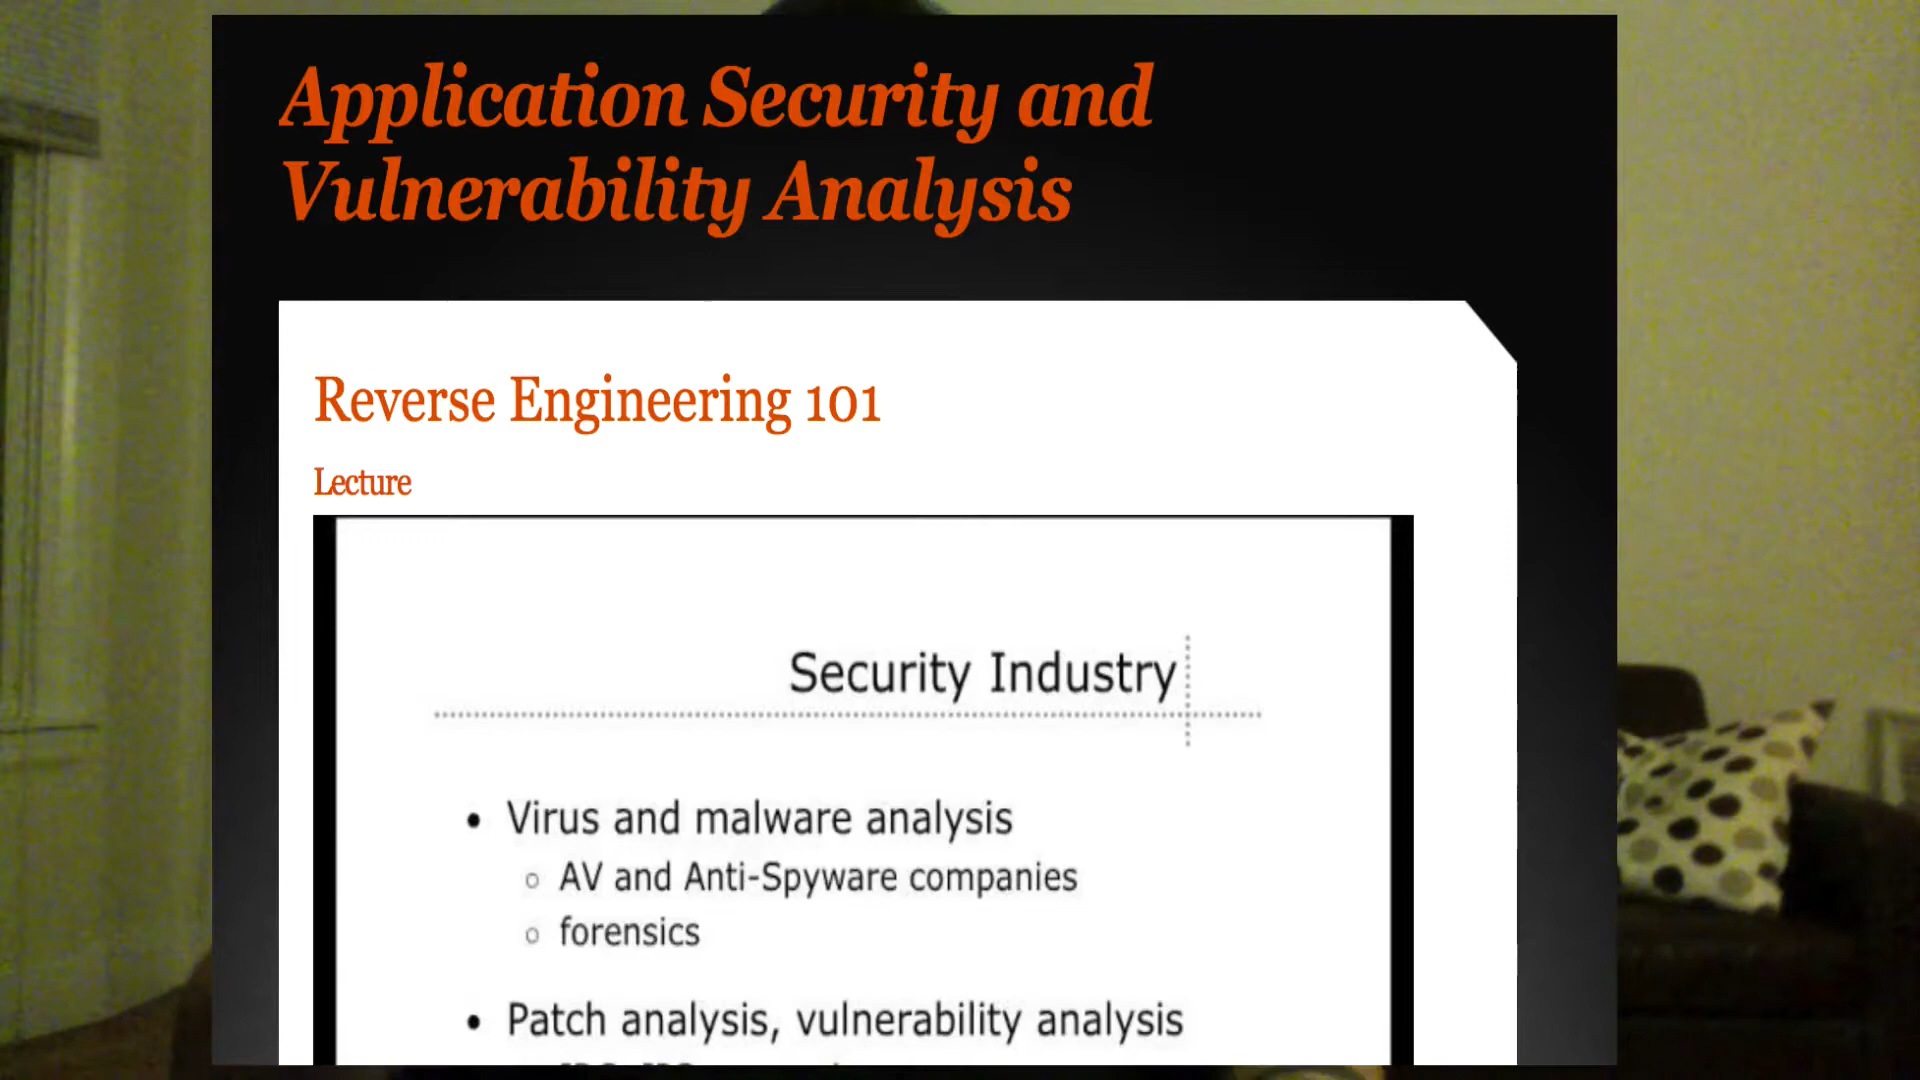 Application Security and
Vulnerability Analysis
Reverse Engineering 101
Lecture
Security Industry
• Virus and malware analysis
o AV and Anti-Spyware companies
o forensics
• Patch analysis, vulnerability analysis